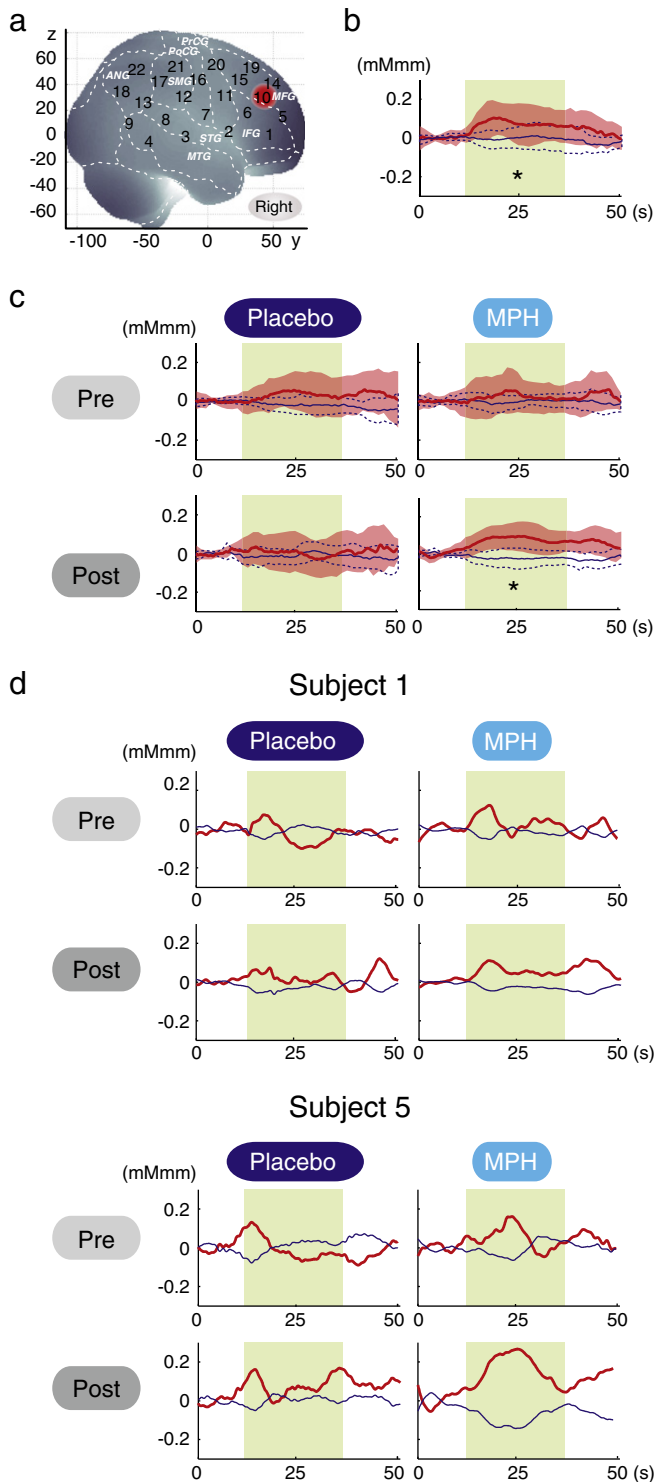 a
z
80
60
40
20
0
-20
-40
-60
-100
-50
0
50
y
PrCG
PoCG
ANG
SMG
MFG
STG
IFG
MTG
22
21
20
19
18
17
16
15
14
13
12
11
10
9
8
7
6
5
4
3
2
1
Right
b
(mMmm)
0.2
0
-0.2
*
0
25
50
(s)
c
Placebo
MPH
(mMmm)
Pre
0.2
0
-0.2
0
25
50
0
25
50
Post
0.2
0
-0.2
*
0
25
50
0
25
50
(s)
d
Subject 1
Placebo
MPH
(mMmm)
Pre
0.2
0
-0.2
0
25
50
0
25
50
Post
0.2
0
-0.2
0
25
50
0
25
50
(s)
Subject 5
Placebo
MPH
(mMmm)
Pre
0.2
0
-0.2
0
25
50
0
25
50
Post
0.2
0
-0.2
0
25
50
0
25
50
(s)